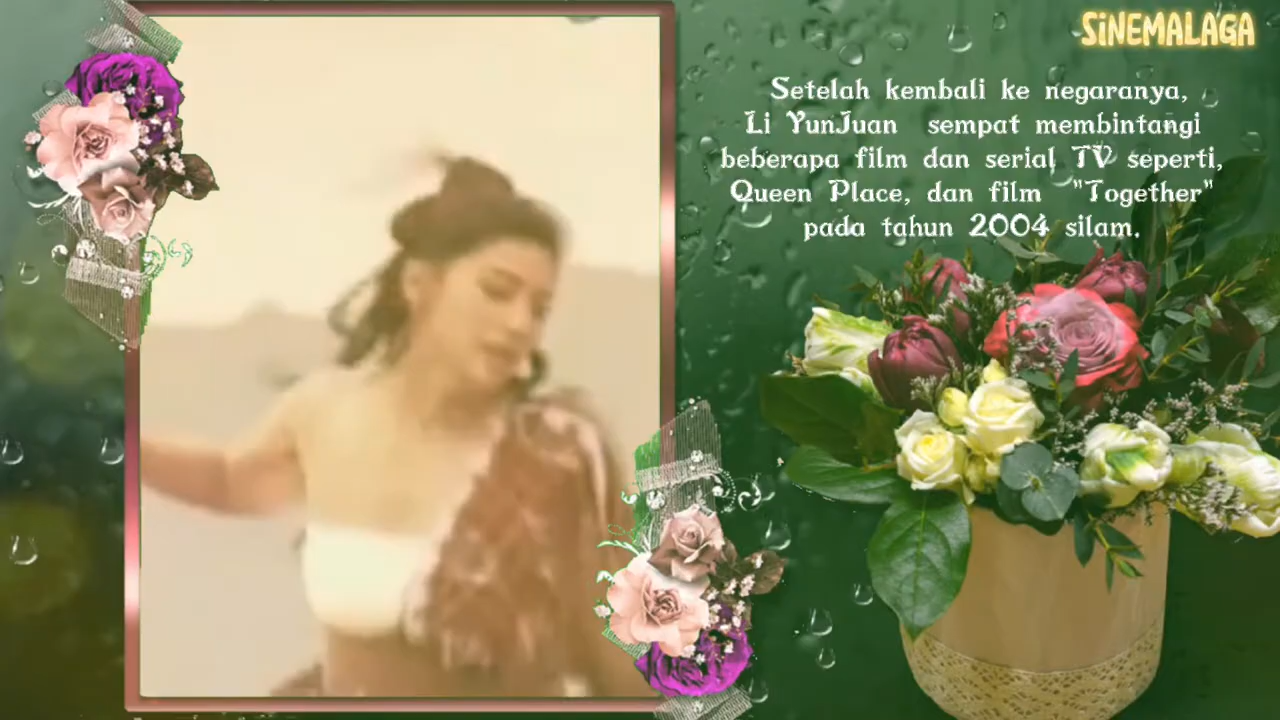 SiNEMALAGA
Setelah kembali ke negaranya,
Li YunJuan sempat membintangi
beberapa film dan serial TV seperti,
Queen Place, dan film "Together"
pada tahun 2004 silam.